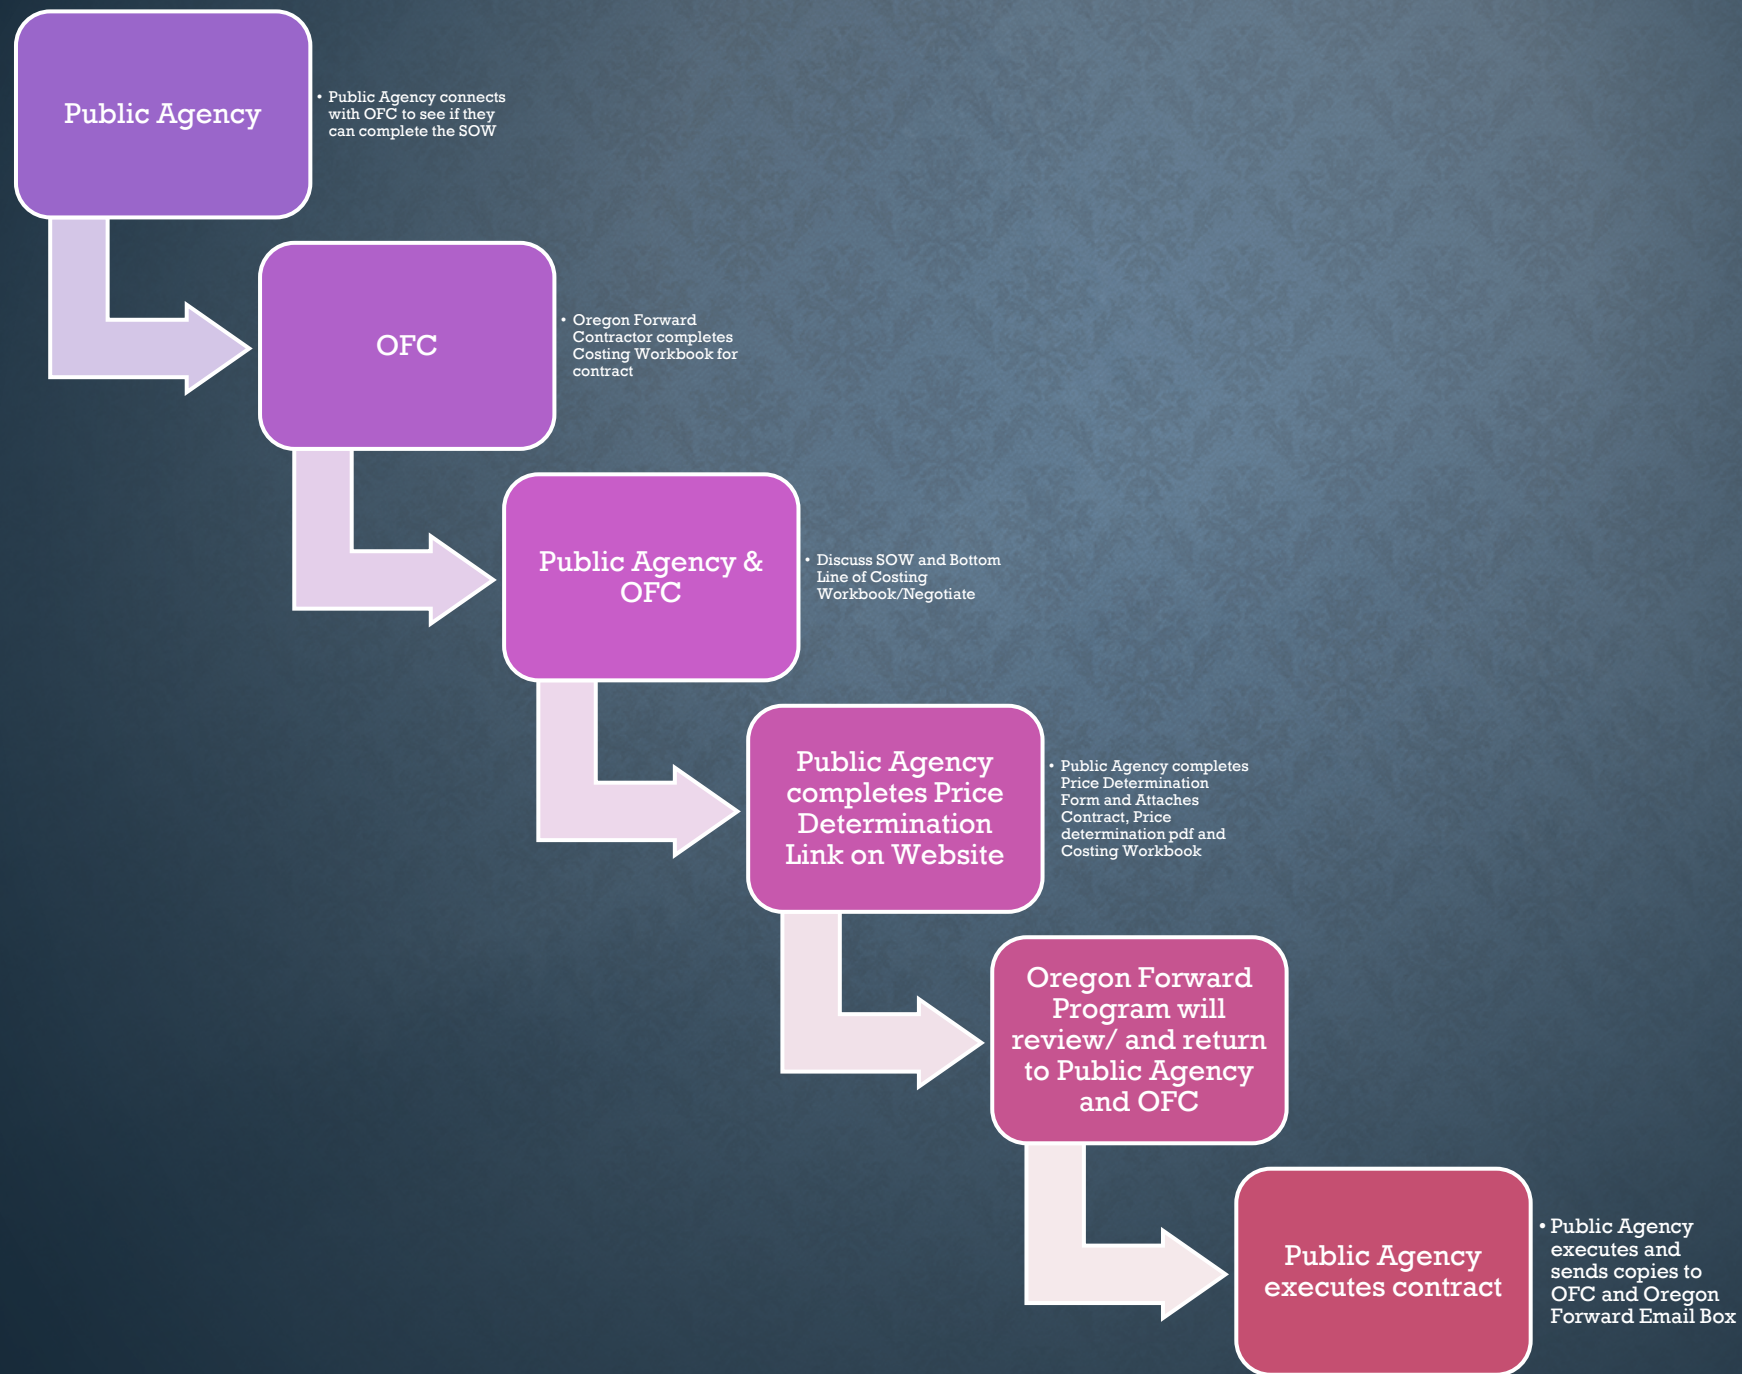 Public Agency
• Public Agency connects
with OFC to see if they
can complete the SOW
OFC
• Oregon Forward
Contractor completes
Costing Workbook for
contract
Public Agency &
OFC
• Discuss SOW and Bottom
Line of Costing
Workbook/Negotiate
Public Agency
completes Price
Determination
Link on Website
• Public Agency completes
Price Determination
Form and Attaches
Contract, Price
determination pdf and
Costing Workbook
Oregon Forward
Program will
review/ and return
to Public Agency
and OFC
Public Agency
executes contract
• Public Agency
executes and
sends copies to
OFC and Oregon
Forward Email Box